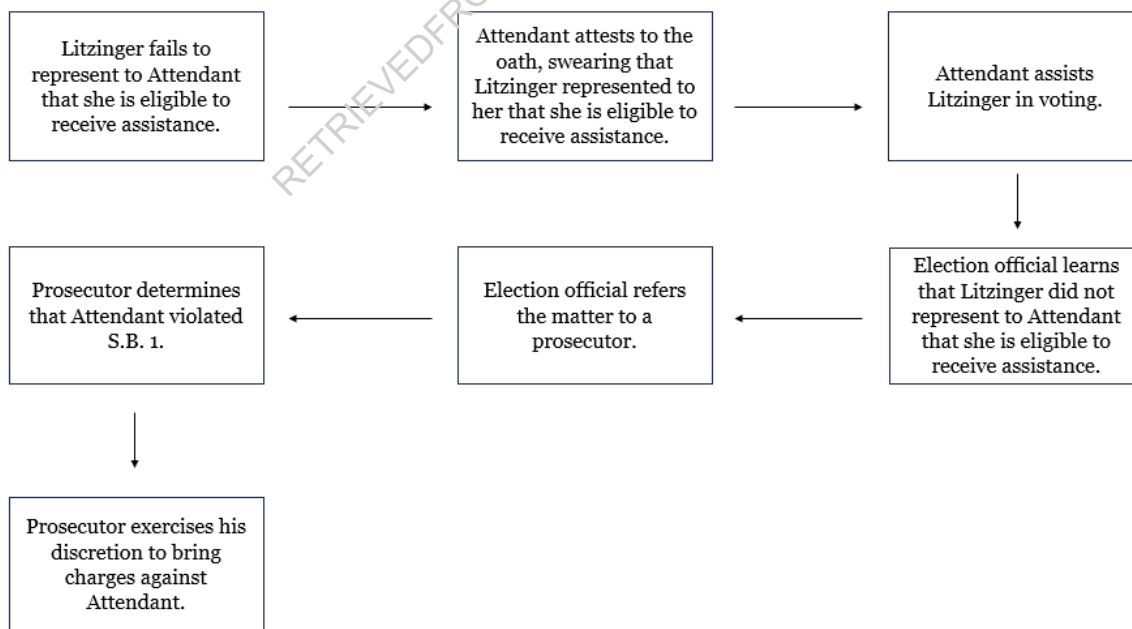 Litzinger fails to
represent to Attendant
that she is eligible to
receive assistance.
Attendant attests to the
oath, swearing that
Litzinger represented to
her that she is eligible to
receive assistance.
Attendant assists
Litzinger in voting.
Election official learns
that Litzinger did not
represent to Attendant
that she is eligible to
receive assistance.
Election official refers
the matter to a
prosecutor.
Prosecutor determines
that Attendant violated
S.B. 1.
Prosecutor exercises his
discretion to bring
charges against
Attendant.